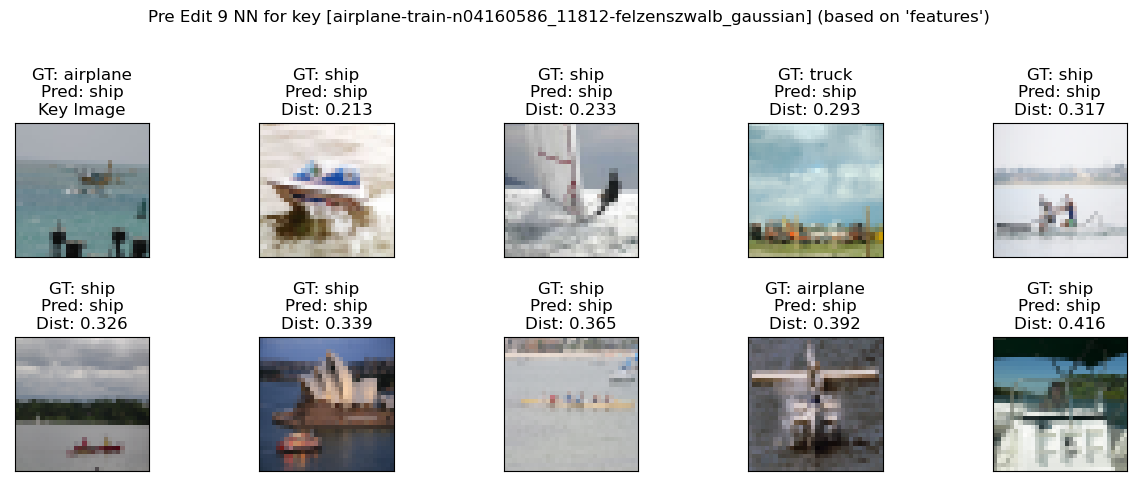 Pre Edit 9 NN for key [airplane-train-n04160586_11812-felzenszwalb_gaussian] (based on 'features')
GT: airplane
Pred: ship
Key Image
GT: ship
Pred: ship
Dist: 0.213
GT: ship
Pred: ship
Dist: 0.233
GT: truck
Pred: ship
Dist: 0.293
GT: ship
Pred: ship
Dist: 0.317
GT: ship
Pred: ship
Dist: 0.326
GT: ship
Pred: ship
Dist: 0.339
GT: ship
Pred: ship
Dist: 0.365
GT: airplane
Pred: ship
Dist: 0.392
GT: ship
Pred: ship
Dist: 0.416